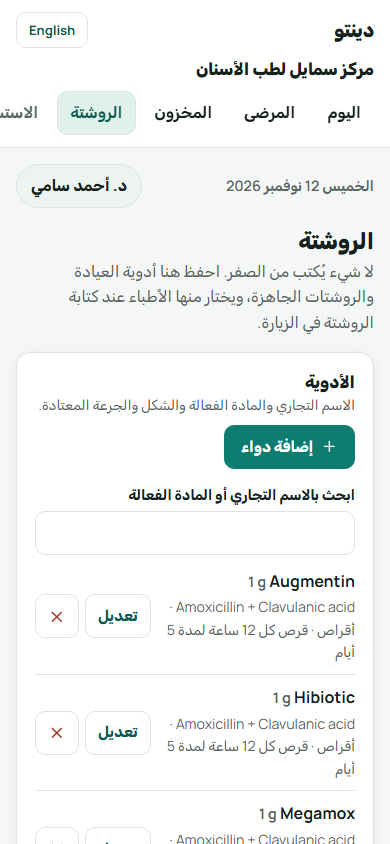 دينتو
English
مركز سمايل لطب الأسنان
اليوم
المرضى
المخزون
الروشتة
الخميس 12 نوفمبر 2026
د. أحمد سامي
الروشتة
لا شيء يُكتب من الصفر. احفظ هنا أدوية العيادة
والروشتات الجاهزة، ويختار منها الأطباء عند كتابة
الروشتة في الزيارة.
الأدوية
الاسم التجاري والمادة الفعالة والشكل والجرعة المعتادة.
+ إضافة دواء
ابحث بالاسم التجاري أو المادة الفعالة
Augmentin 1 g
Amoxicillin + Clavulanic acid ·
أقراص · قرص كل 12 ساعة لمدة 5
أيام
تعديل
×
Hibiotic 1 g
Amoxicillin + Clavulanic acid ·
أقراص · قرص كل 12 ساعة لمدة 5
أيام
تعديل
×
Megamox 1 g
Amoxicillin + Clavulanic acid ·
تعديل